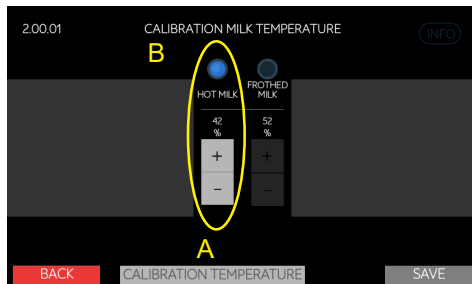 2.00.01 CALIBRATION MILK TEMPERATURE INFO
B
HOT MILK
FROTHED
MILK
42
%
52
%
+ +
- -
A
BACK CALIBRATION TEMPERATURE SAVE